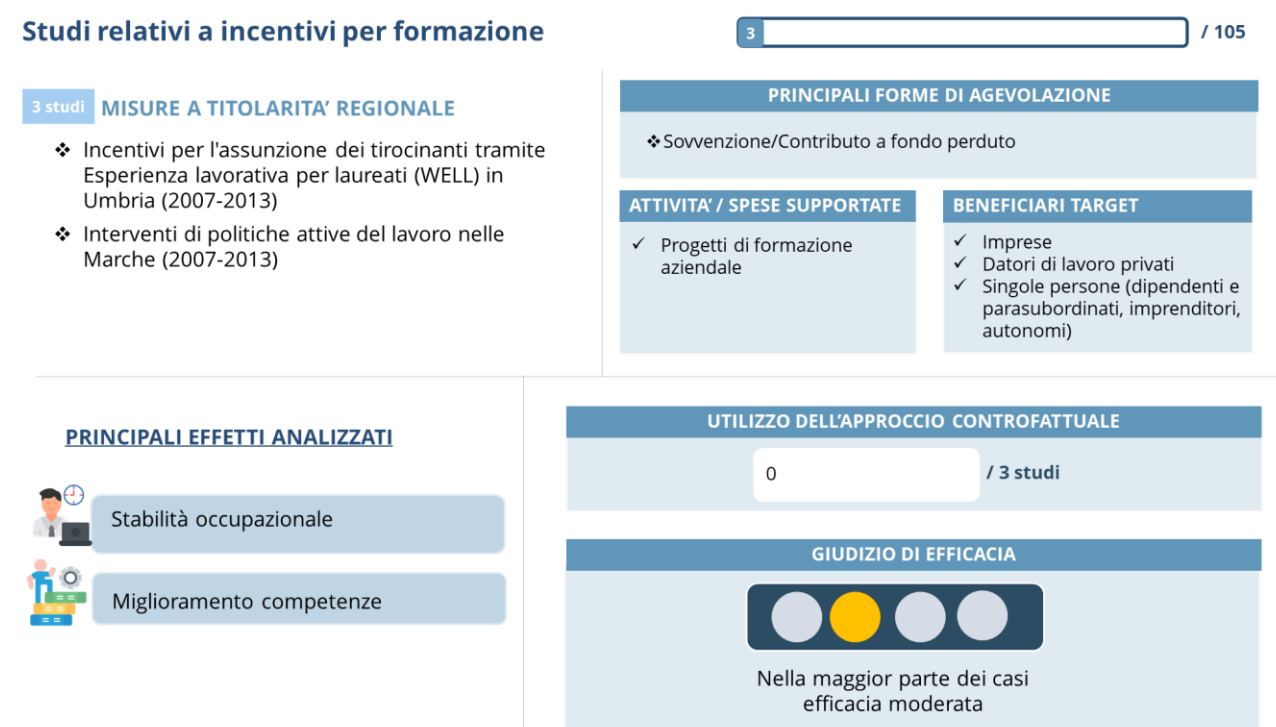 Studi relativi a incentivi per formazione
3
/ 105
3 studi
MISURE A TITOLARITA’ REGIONALE
❖ Incentivi per l'assunzione dei tirocinanti tramite
Esperienza lavorativa per laureati (WELL) in
Umbria (2007-2013)
❖ Interventi di politiche attive del lavoro nelle
Marche (2007-2013)
PRINCIPALI FORME DI AGEVOLAZIONE
❖Sovvenzione/Contributo a fondo perduto
ATTIVITA’ / SPESE SUPPORTATE
✓ Progetti di formazione
aziendale
BENEFICIARI TARGET
✓ Imprese
✓ Datori di lavoro privati
✓ Singole persone (dipendenti e
parasubordinati, imprenditori,
autonomi)
PRINCIPALI EFFETTI ANALIZZATI
Stabilità occupazionale
Miglioramento competenze
UTILIZZO DELL’APPROCCIO CONTROFATTUALE
0
/ 3 studi
GIUDIZIO DI EFFICACIA
Nella maggior parte dei casi
efficacia moderata